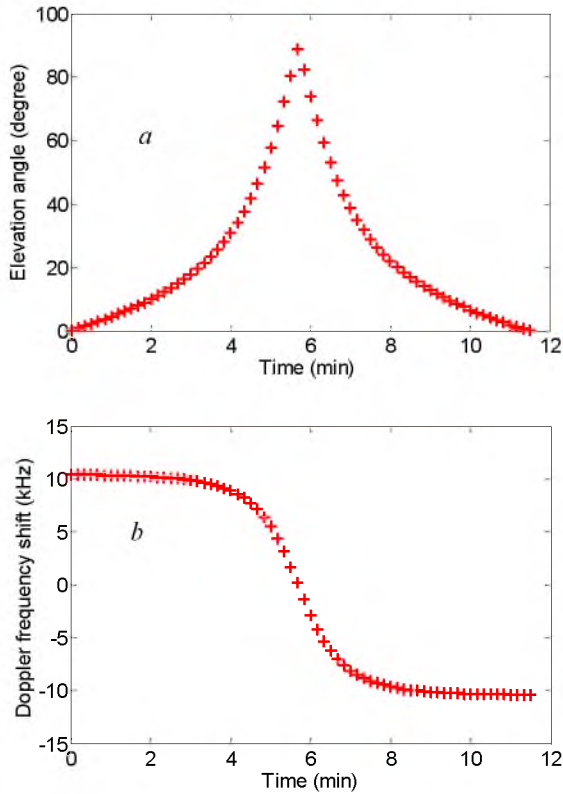 100
80
60
40
20
0
Elevation angle (degree)
a
0 2 4 6 8 10 12
Time (min)
15
10
5
0
-5
-10
-15
Doppler frequency shift (kHz)
b
0 2 4 6 8 10 12
Time (min)